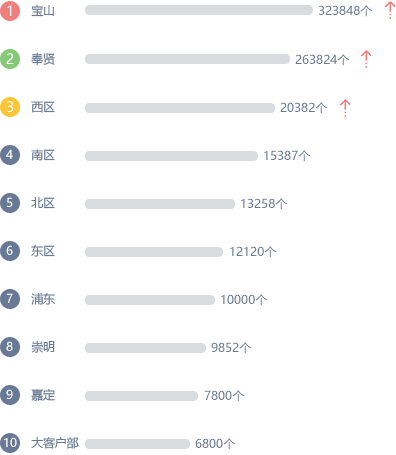 1 宝山 323848个
2 奉贤 263824个
3 西区 20382个
4 南区 15387个
5 北区 13258个
6 东区 12120个
7 浦东 10000个
8 崇明 9852个
9 嘉定 7800个
10 大客户部 6800个